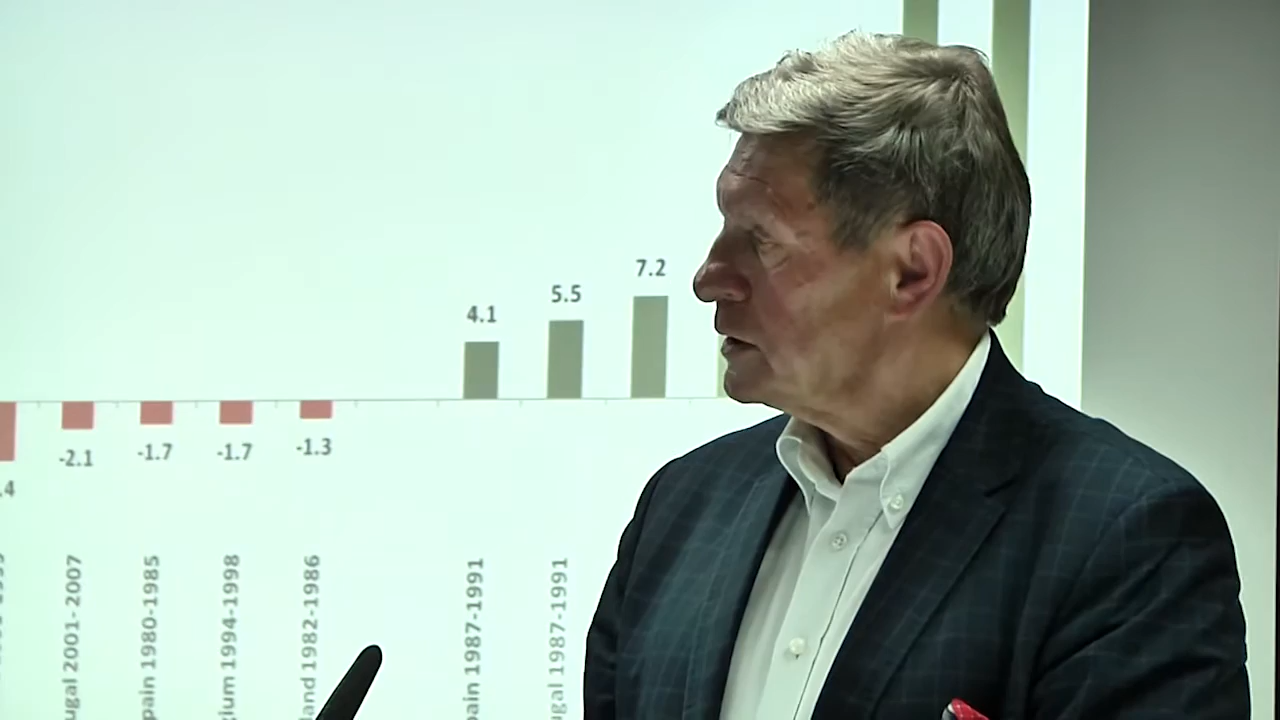 7.2
5.5
4.1
-2.1
-1.7
-1.7
-1.3
.4
ugal 2001-2007
pain 1980-1985
gium 1994-1998
land 1982-1986
pain 1987-1991
ugal 1987-1991